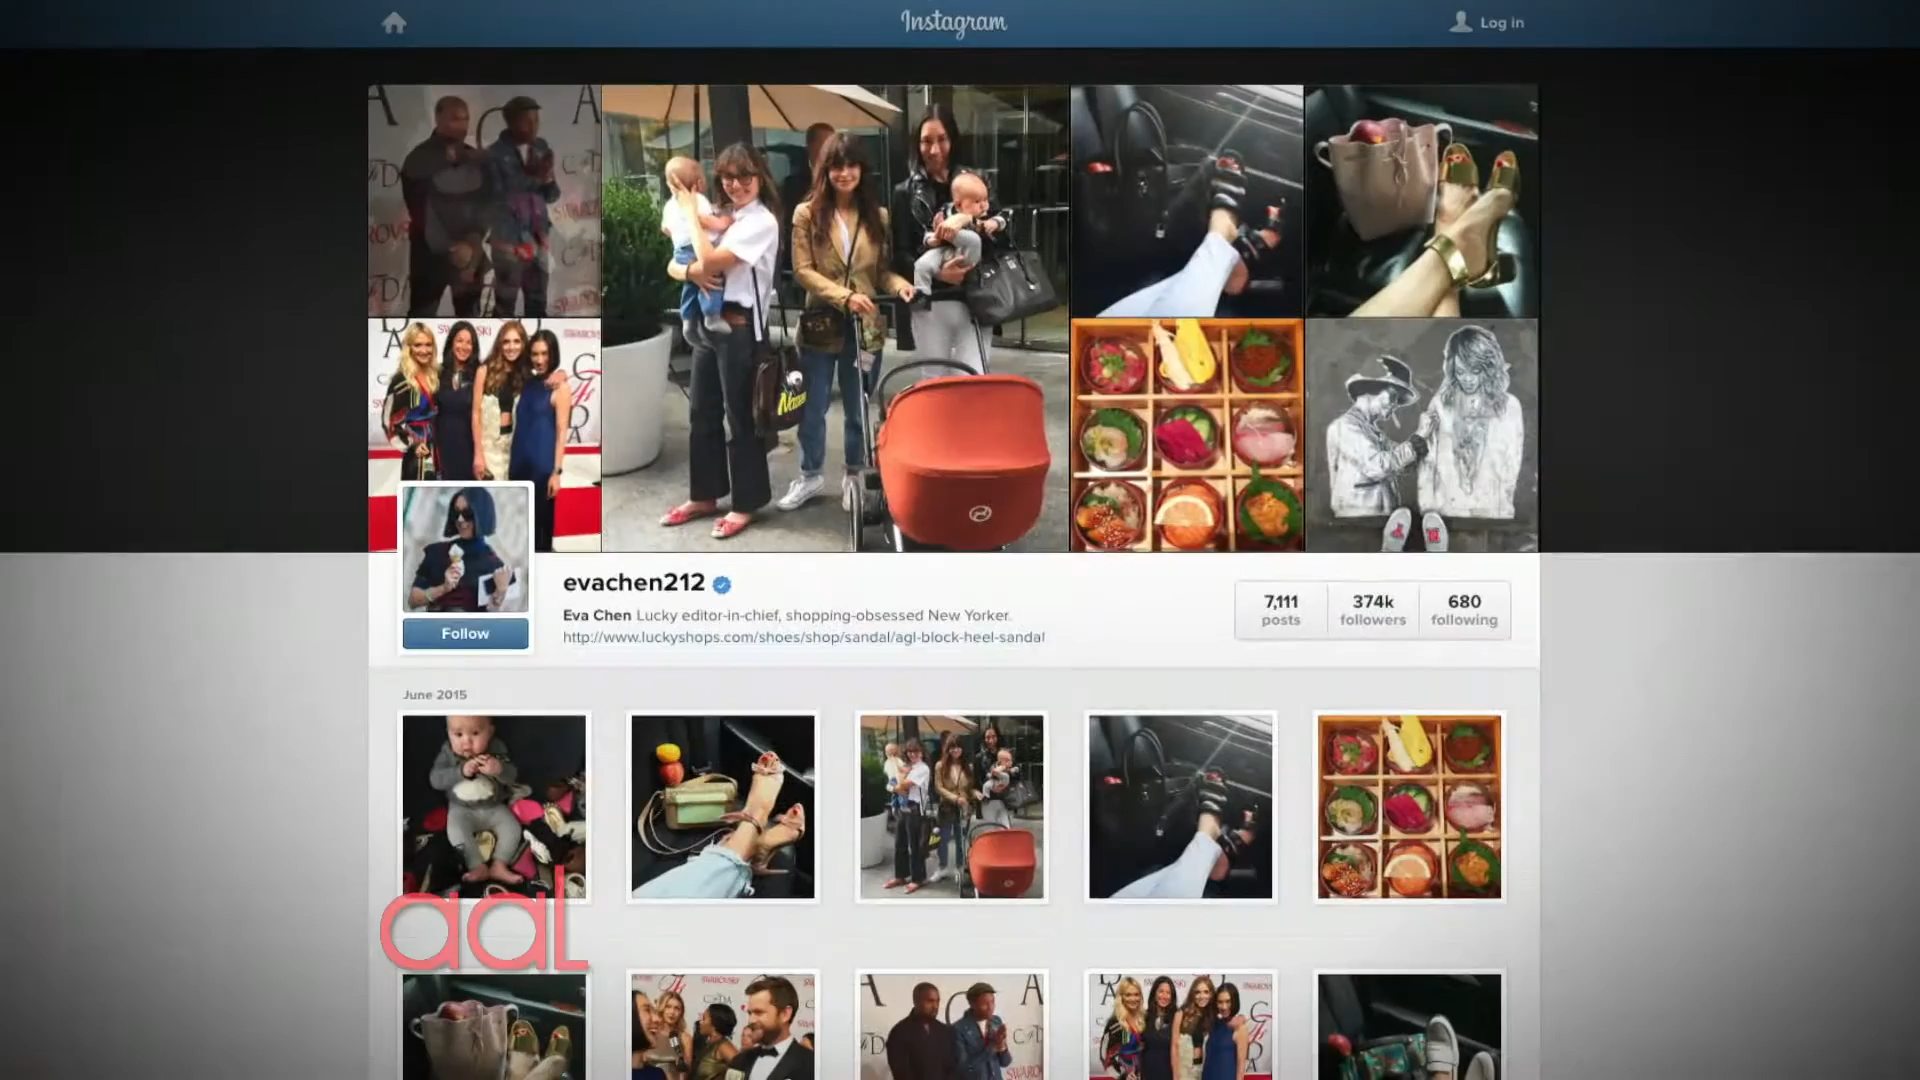 Instagram
Log in
evachen212
Eva Chen Lucky editor-in-chief, shopping-obsessed New Yorker.
http://www.luckyshops.com/shoes/shop/sandal/agl-block-heel-sandal
Follow
7,111
posts
374k
followers
680
following
June 2015
aaL